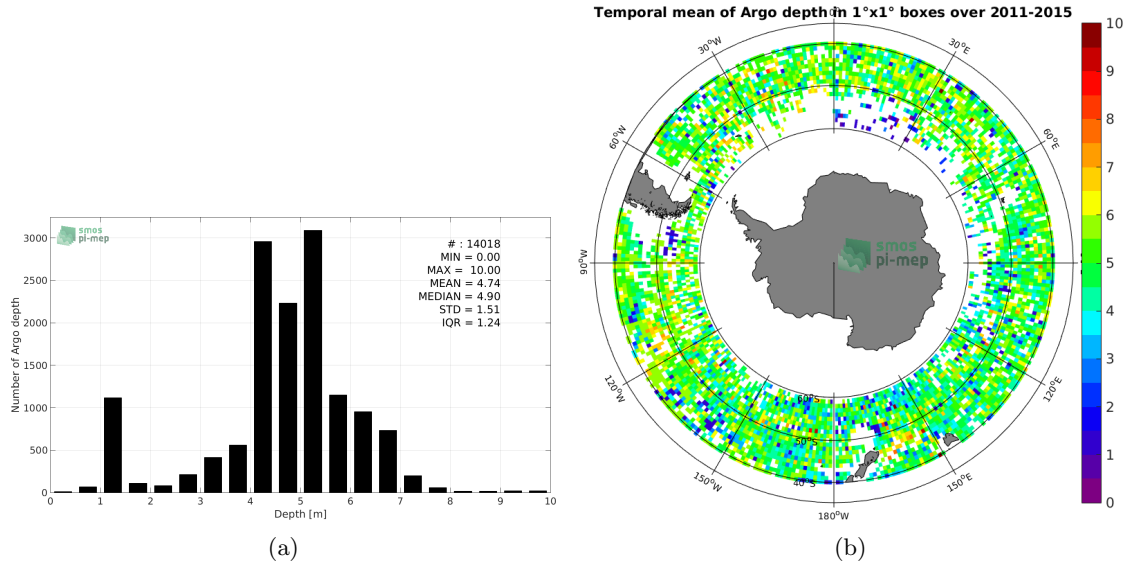 smos
pi-mep
# : 14018
MIN = 0.00
MAX = 10.00
MEAN = 4.74
MEDIAN = 4.90
STD = 1.51
IQR = 1.24
Number of Argo depth
3000
2500
2000
1500
1000
500
0
0 1 2 3 4 5 6 7 8 9 10
Depth [m]
(a)
Temporal mean of Argo depth in 1°x1° boxes over 2011-2015
30°W
30°E
60°W
60°E
90°W
120°W
120°E
150°W
150°E
180°W
60°S
50°S
40°S
smos
pi-mep
10
9
8
7
6
5
4
3
2
1
0
(b)